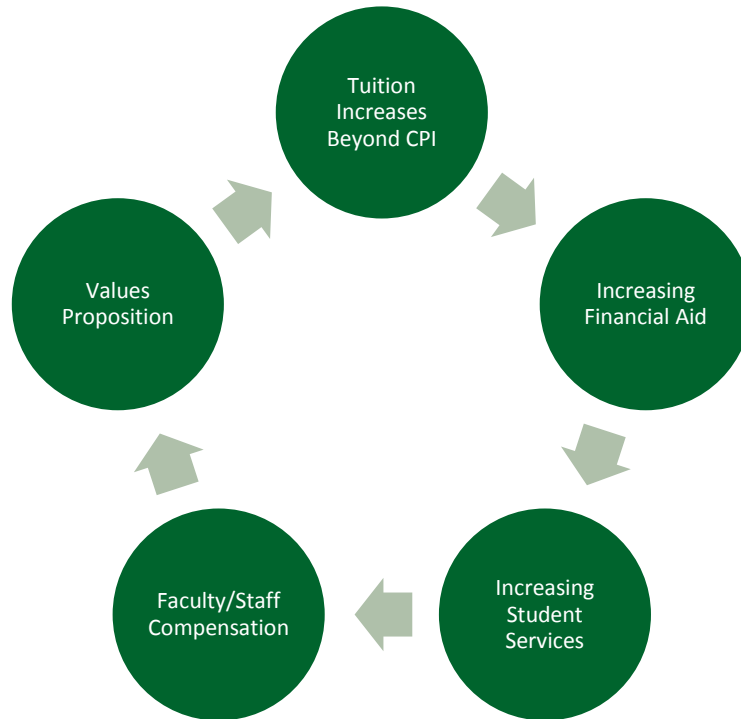 Tuition
Increases
Beyond CPI
Increasing
Financial Aid
Increasing
Student
Services
Faculty/Staff
Compensation
Values
Proposition